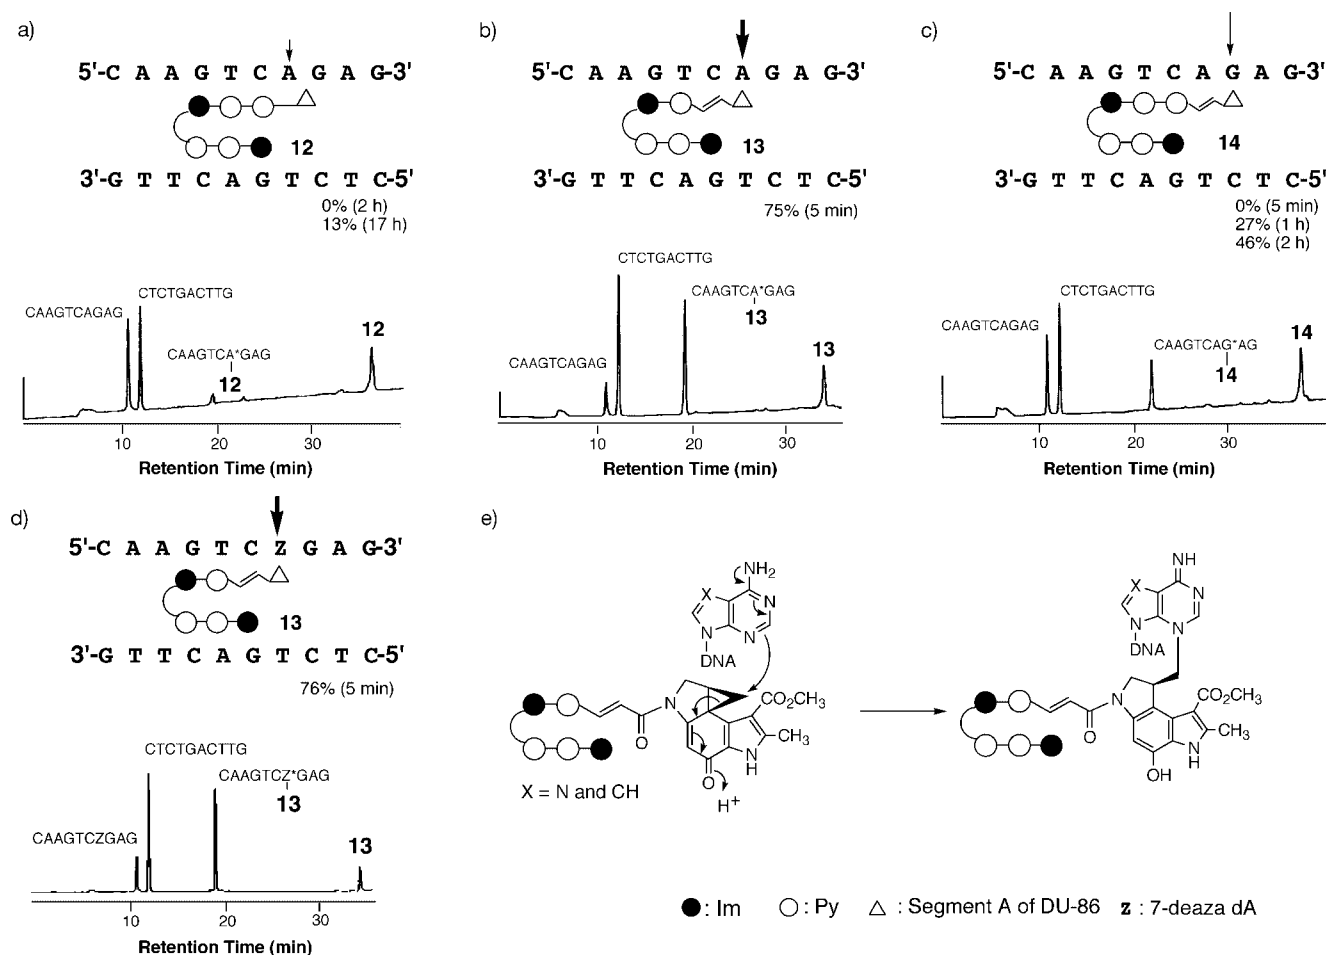 a)
5'-C A A G T C A G A G-3'
12
3'-G T T C A G T C T C-5'
0% (2 h)
13% (17 h)
CTCTGACTTG
CAAGTCAGAG
12
CAAGTCA*GAG
12
10 20 30
Retention Time (min)
b)
5'-C A A G T C A G A G-3'
13
3'-G T T C A G T C T C-5'
75% (5 min)
CTCTGACTTG
CAAGTCA*GAG
13
CAAGTCAGAG
13
10 20 30
Retention Time (min)
c)
5'-C A A G T C A G A G-3'
14
3'-G T T C A G T C T C-5'
0% (5 min)
27% (1 h)
46% (2 h)
CTCTGACTTG
CAAGTCAGAG
CAAGTCAG*AG
14
14
10 20 30
Retention Time (min)
d)
5'-C A A G T C Z G A G-3'
13
3'-G T T C A G T C T C-5'
76% (5 min)
CTCTGACTTG
CAAGTCZ*GAG
13
CAAGTCZGAG
13
10 20 30
Retention Time (min)
e)
NH2
X
N
N
N
DNA
N
O
CO2CH3
CH3
N
H
O
H+
X = N and CH
NH
X
N
N
N
DNA
N
O
CO2CH3
CH3
N
H
OH
: Im : Py : Segment A of DU-86 Z : 7-deaza dA